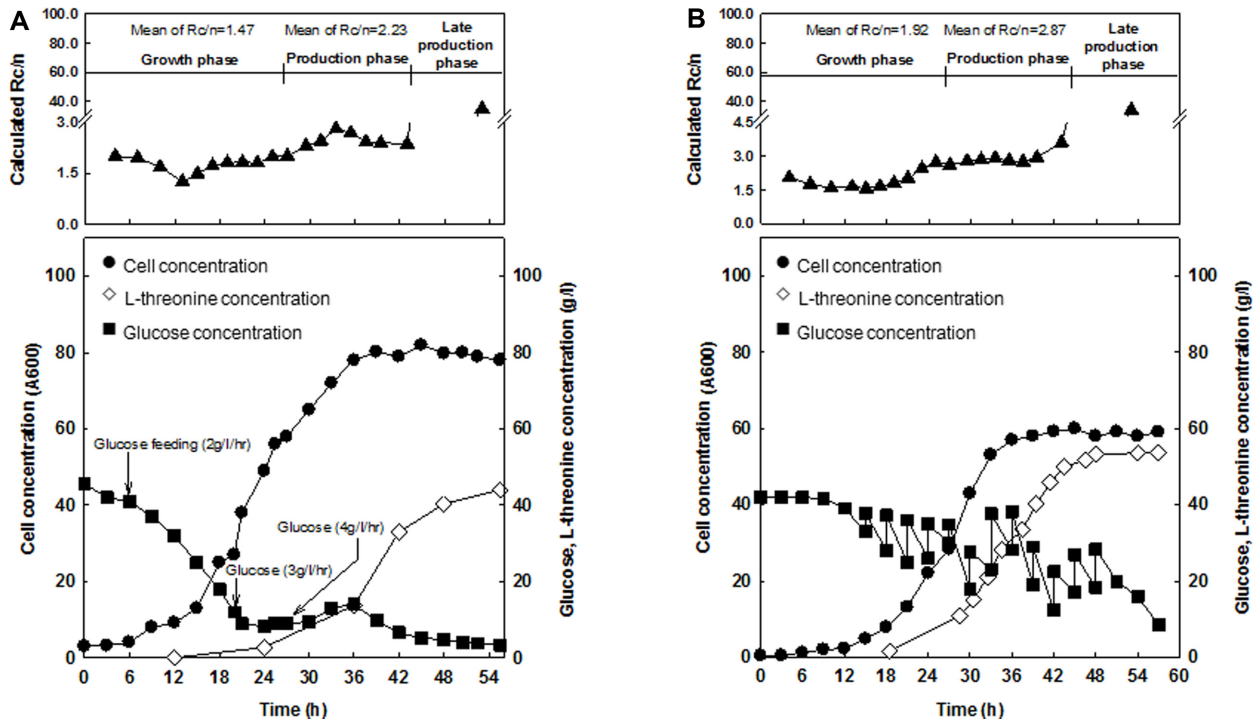 A
Calculated Rc/n
100.0
80.0
60.0
40.0
3.0
1.5
0.0
Mean of Rc/n=1.47
Mean of Rc/n=2.23
Growth phase
Production phase
Late
production
phase
Cell concentration (A600)
100
80
60
40
20
0
Cell concentration
L-threonine concentration
Glucose concentration
Glucose feeding (2g/l/hr)
Glucose (3g/l/hr)
Glucose (4g/l/hr)
100
80
60
40
20
0
Glucose, L-threonine concentration (g/l)
0 6 12 18 24 30 36 42 48 54
Time (h)
B
Calculated Rc/n
100.0
80.0
60.0
40.0
4.5
3.0
1.5
0.0
Mean of Rc/n=1.92
Mean of Rc/n=2.87
Growth phase
Production phase
Late
production
phase
Cell concentration (A600)
100
80
60
40
20
0
Cell concentration
L-threonine concentration
Glucose concentration
100
80
60
40
20
0
Glucose, L-threonine concentration (g/l)
0 6 12 18 24 30 36 42 48 54 60
Time (h)